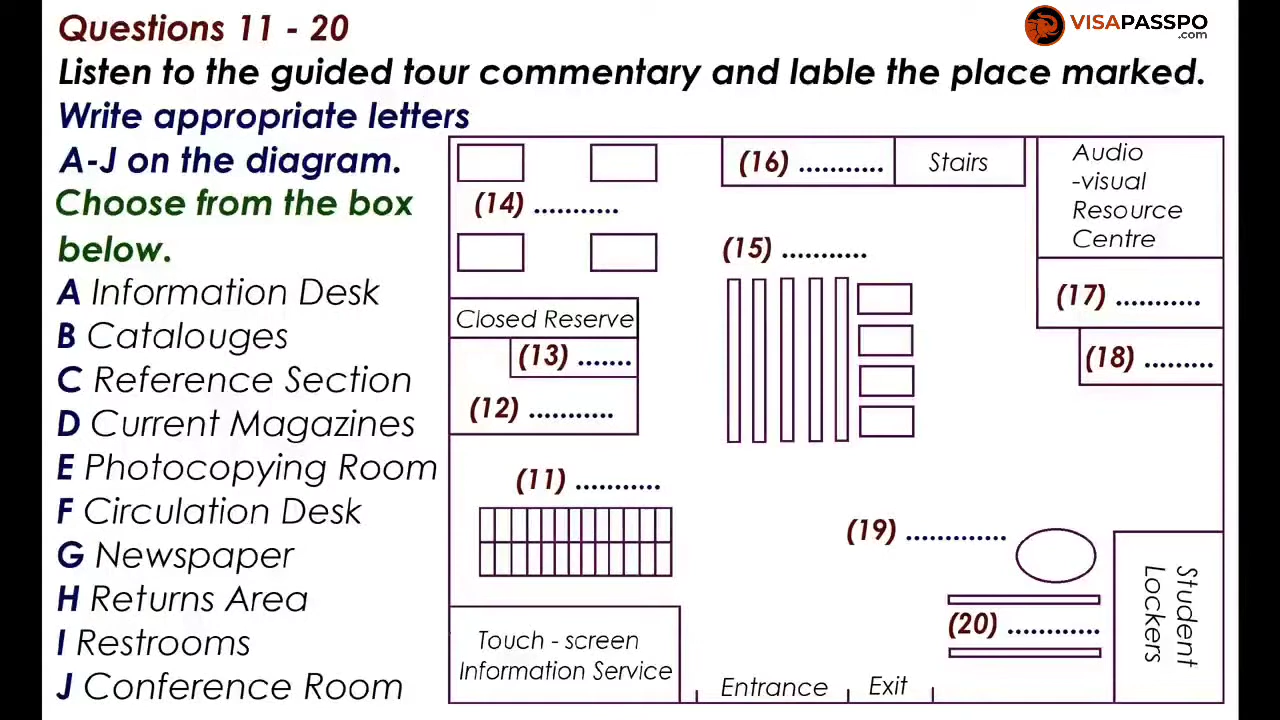 Questions 11 - 20
VISAPASSPO
.com
Listen to the guided tour commentary and lable the place marked.
Write appropriate letters
A-J on the diagram.
Choose from the box
below.
A Information Desk
B Catalouges
C Reference Section
D Current Magazines
E Photocopying Room
F Circulation Desk
G Newspaper
H Returns Area
I Restrooms
J Conference Room
(14) ...........
(16) ...........
Stairs
Audio
-visual
Resource
Centre
(15) ...........
(17) ...........
Closed Reserve
(13) .......
(18) .........
(12) ...........
(11) ...........
(19) .............
Student
Lockers
(20) ............
Touch - screen
Information Service
Entrance
Exit